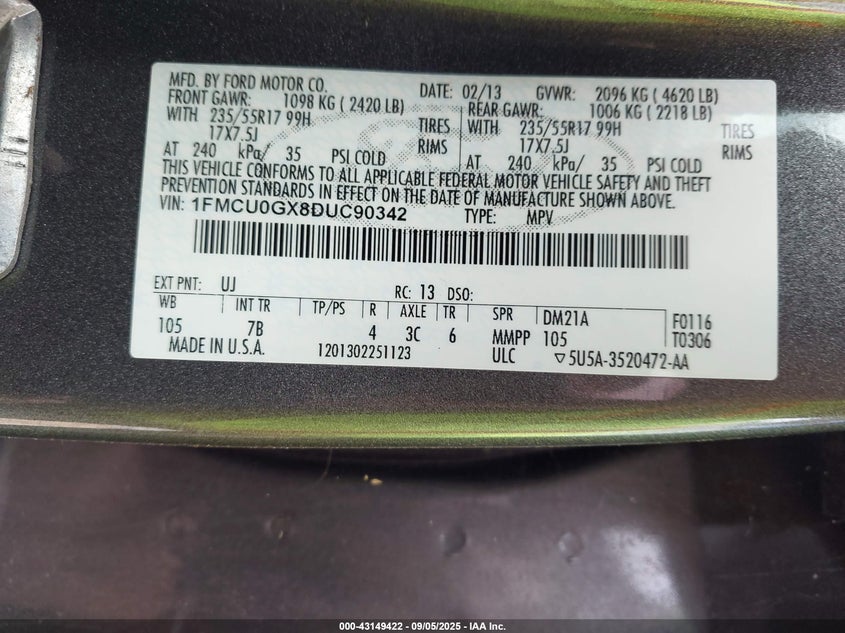 MFD. BY FORD MOTOR CO. DATE: 02/13 GVWR: 2096 KG ( 4620 LB)
FRONT GAWR: 1098 KG ( 2420 LB) REAR GAWR: 1006 KG ( 2218 LB)
WITH 235/55R17 99H TIRES WITH 235/55R17 99H TIRES
17X7.5J RIMS 17X7.5J RIMS
AT 240 kPa/ 35 PSI COLD AT 240 kPa/ 35 PSI COLD
THIS VEHICLE CONFORMS TO ALL APPLICABLE FEDERAL MOTOR VEHICLE SAFETY AND THEFT
PREVENTION STANDARDS IN EFFECT ON THE DATE OF MANUFACTURE SHOWN ABOVE.
VIN: 1FMCU0GX8DUC90342 TYPE: MPV
EXT PNT: UJ RC: 13 DSO:
WB INT TR TP/PS R AXLE TR SPR DM21A F0116
105 7B 4 3C 6 MMPP 105 T0306
MADE IN U.S.A. 1201302251123 ULC ▽5U5A-3520472-AA
000-43149422 - 09/05/2025 - IAA Inc.